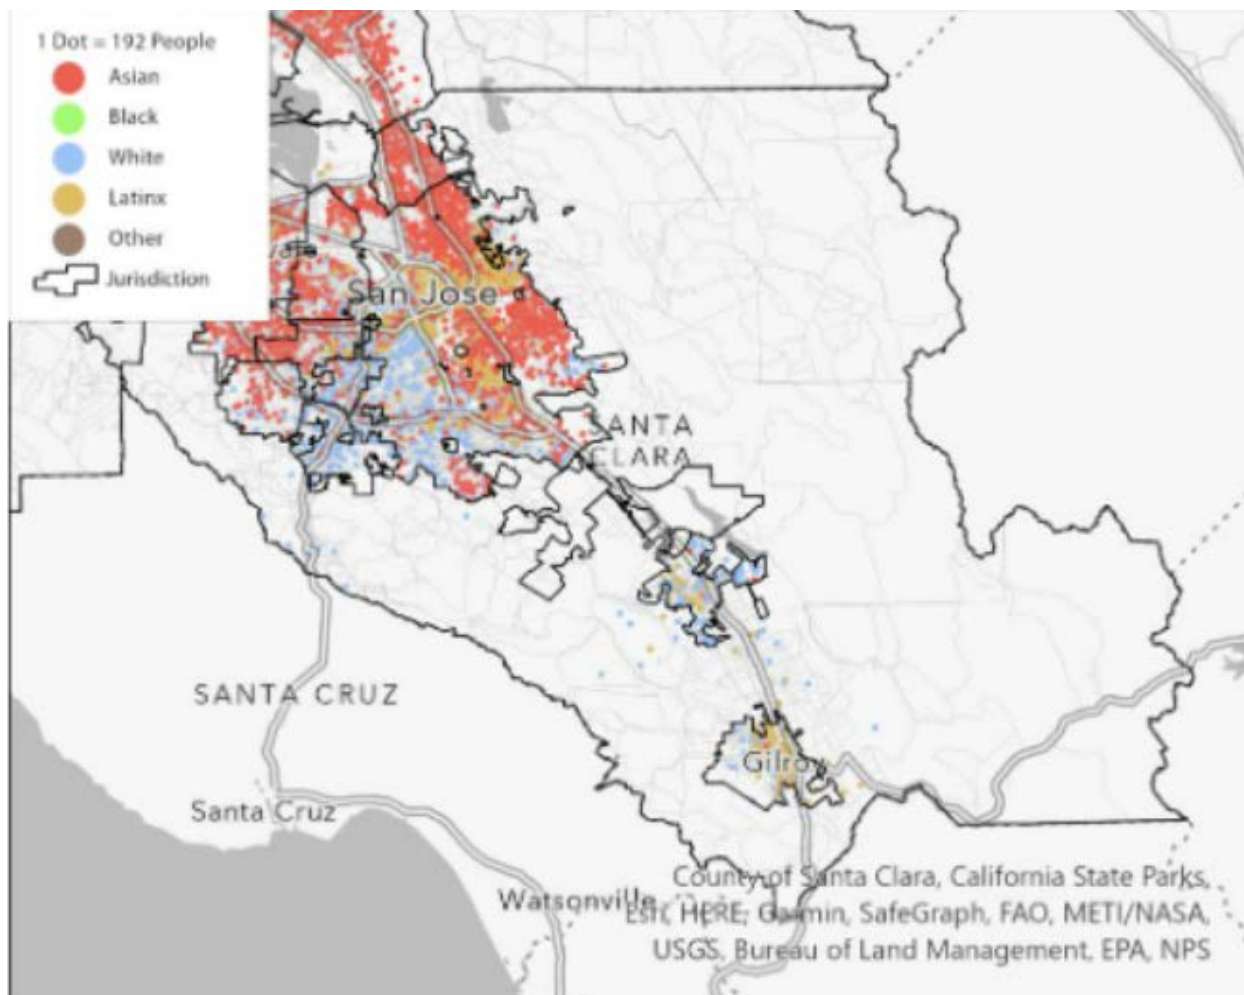 1 Dot = 192 People
Asian
Black
White
Latinx
Other
Jurisdiction
San Jose
SANTA
CLARA
SANTA CRUZ
Gilroy
Santa Cruz
County of Santa Clara, California State Parks,
Watsonville
Esri, HERE, Garmin, SafeGraph, FAO, METI/NASA,
USGS, Bureau of Land Management, EPA, NPS